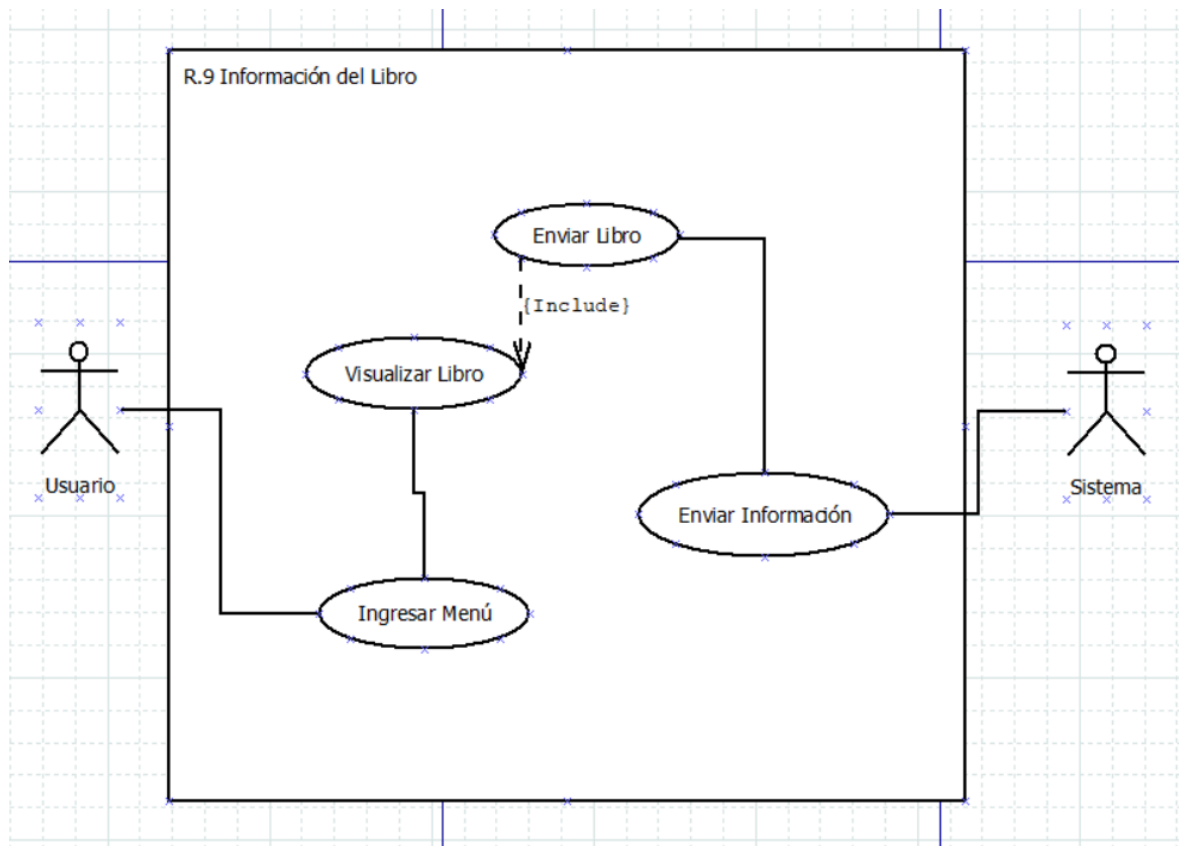 R.9 Información del Libro
Enviar Libro
{Include}
Visualizar Libro
Usuario
Sistema
Enviar Información
Ingresar Menú